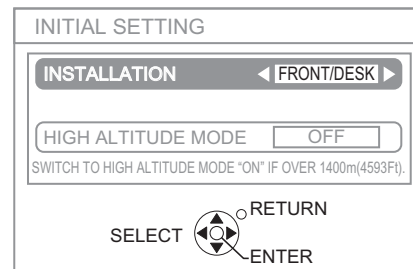 INITIAL SETTING
INSTALLATION FRONT/DESK
HIGH ALTITUDE MODE OFF
SWITCH TO HIGH ALTITUDE MODE “ON” IF OVER 1400m(4593Ft).
RETURN
SELECT
ENTER